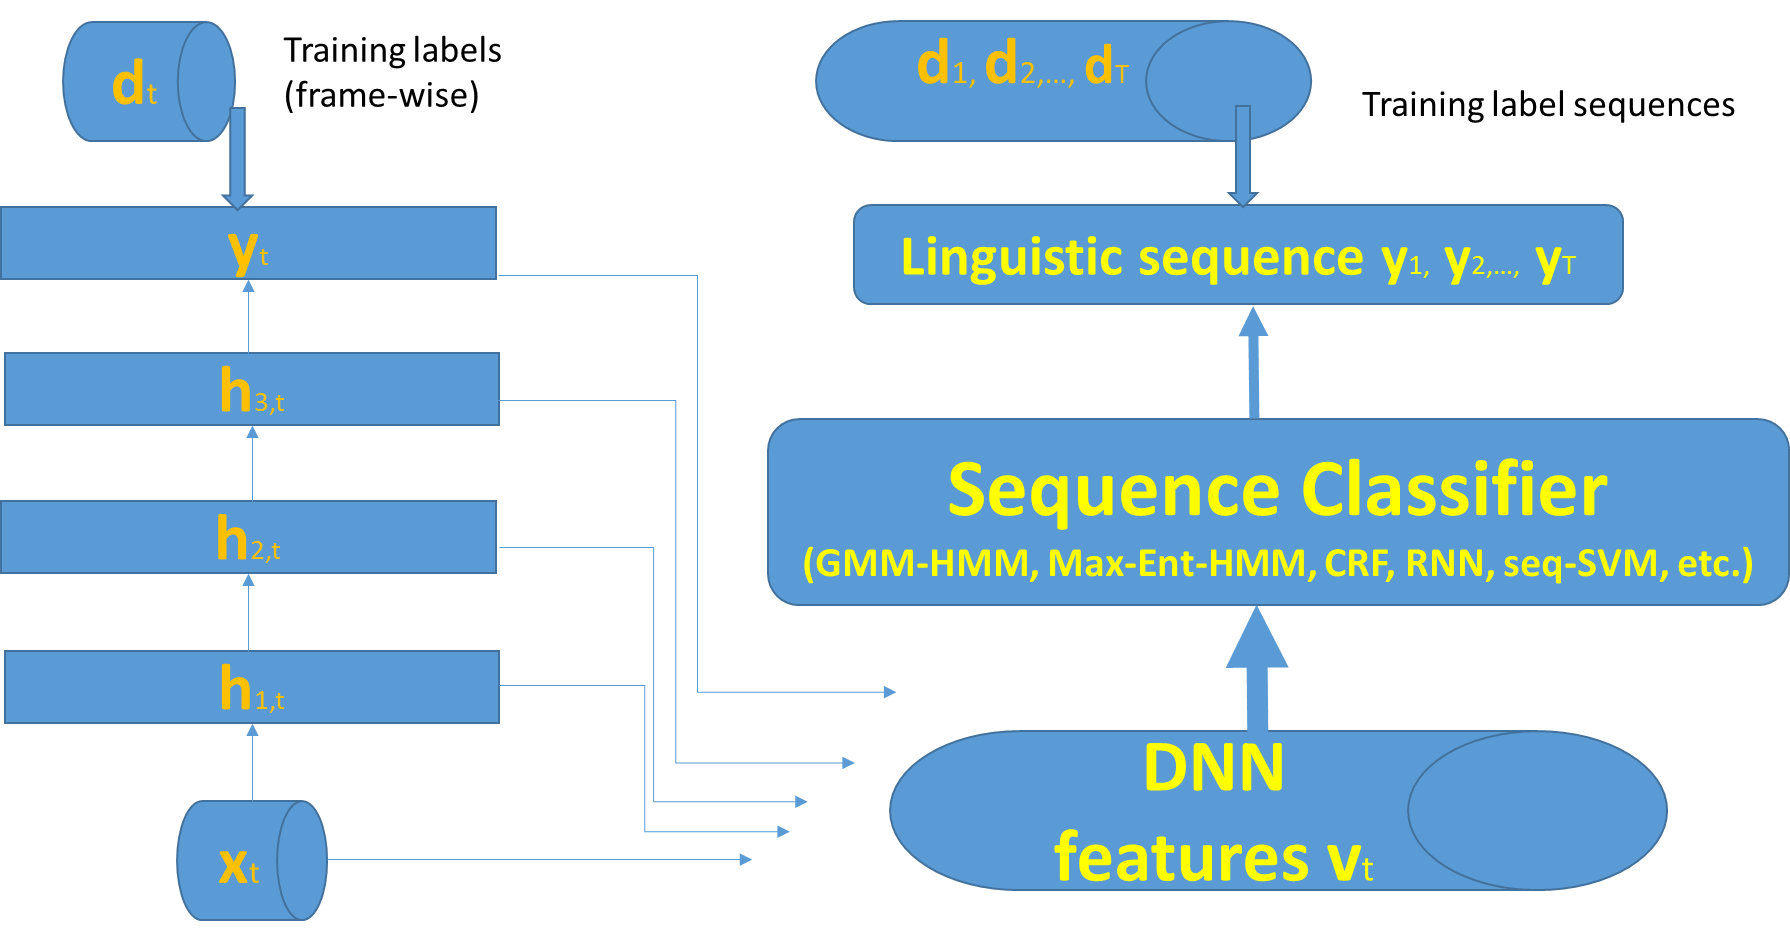 dt
Training labels
(frame-wise)
yt
h3,t
h2,t
h1,t
xt
d1, d2,..., dT
Training label sequences
Linguistic sequence y1, y2,..., yT
Sequence Classifier
(GMM-HMM, Max-Ent-HMM, CRF, RNN, seq-SVM, etc.)
DNN
features vt